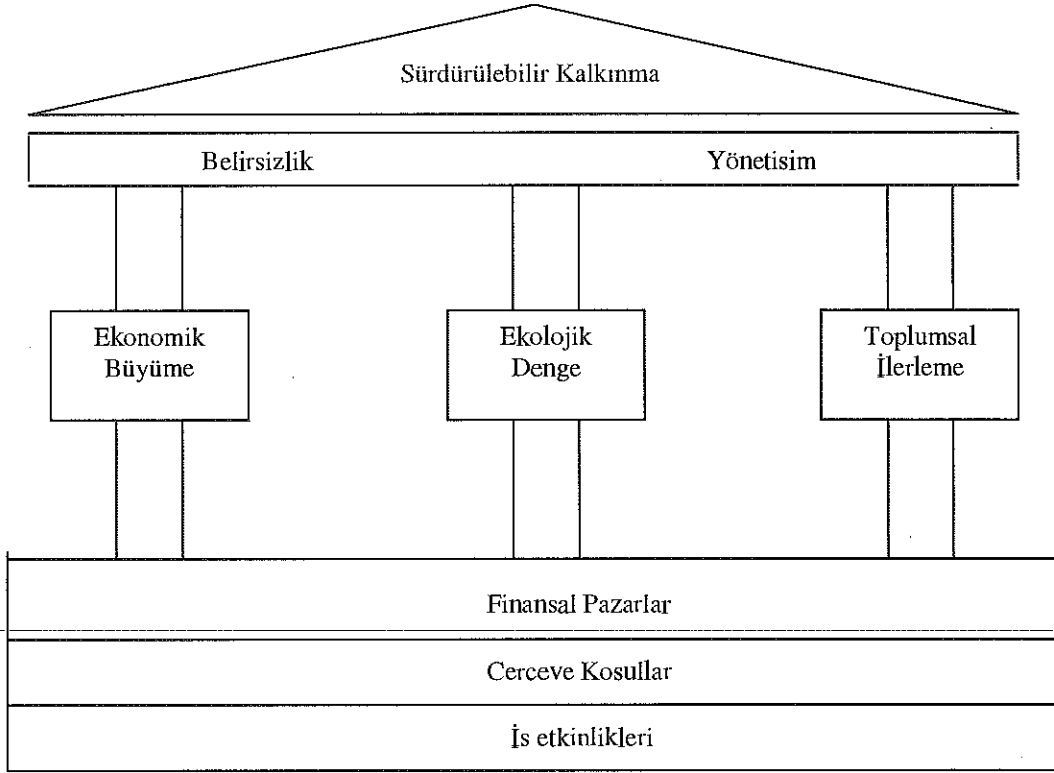 Sürdürülebilir Kalkınma
Belirsizlik Yönetisim
Ekonomik
Büyüme
Ekolojik
Denge
Toplumsal
İlerleme
Finansal Pazarlar
Cerceve Kosullar
İs etkinlikleri